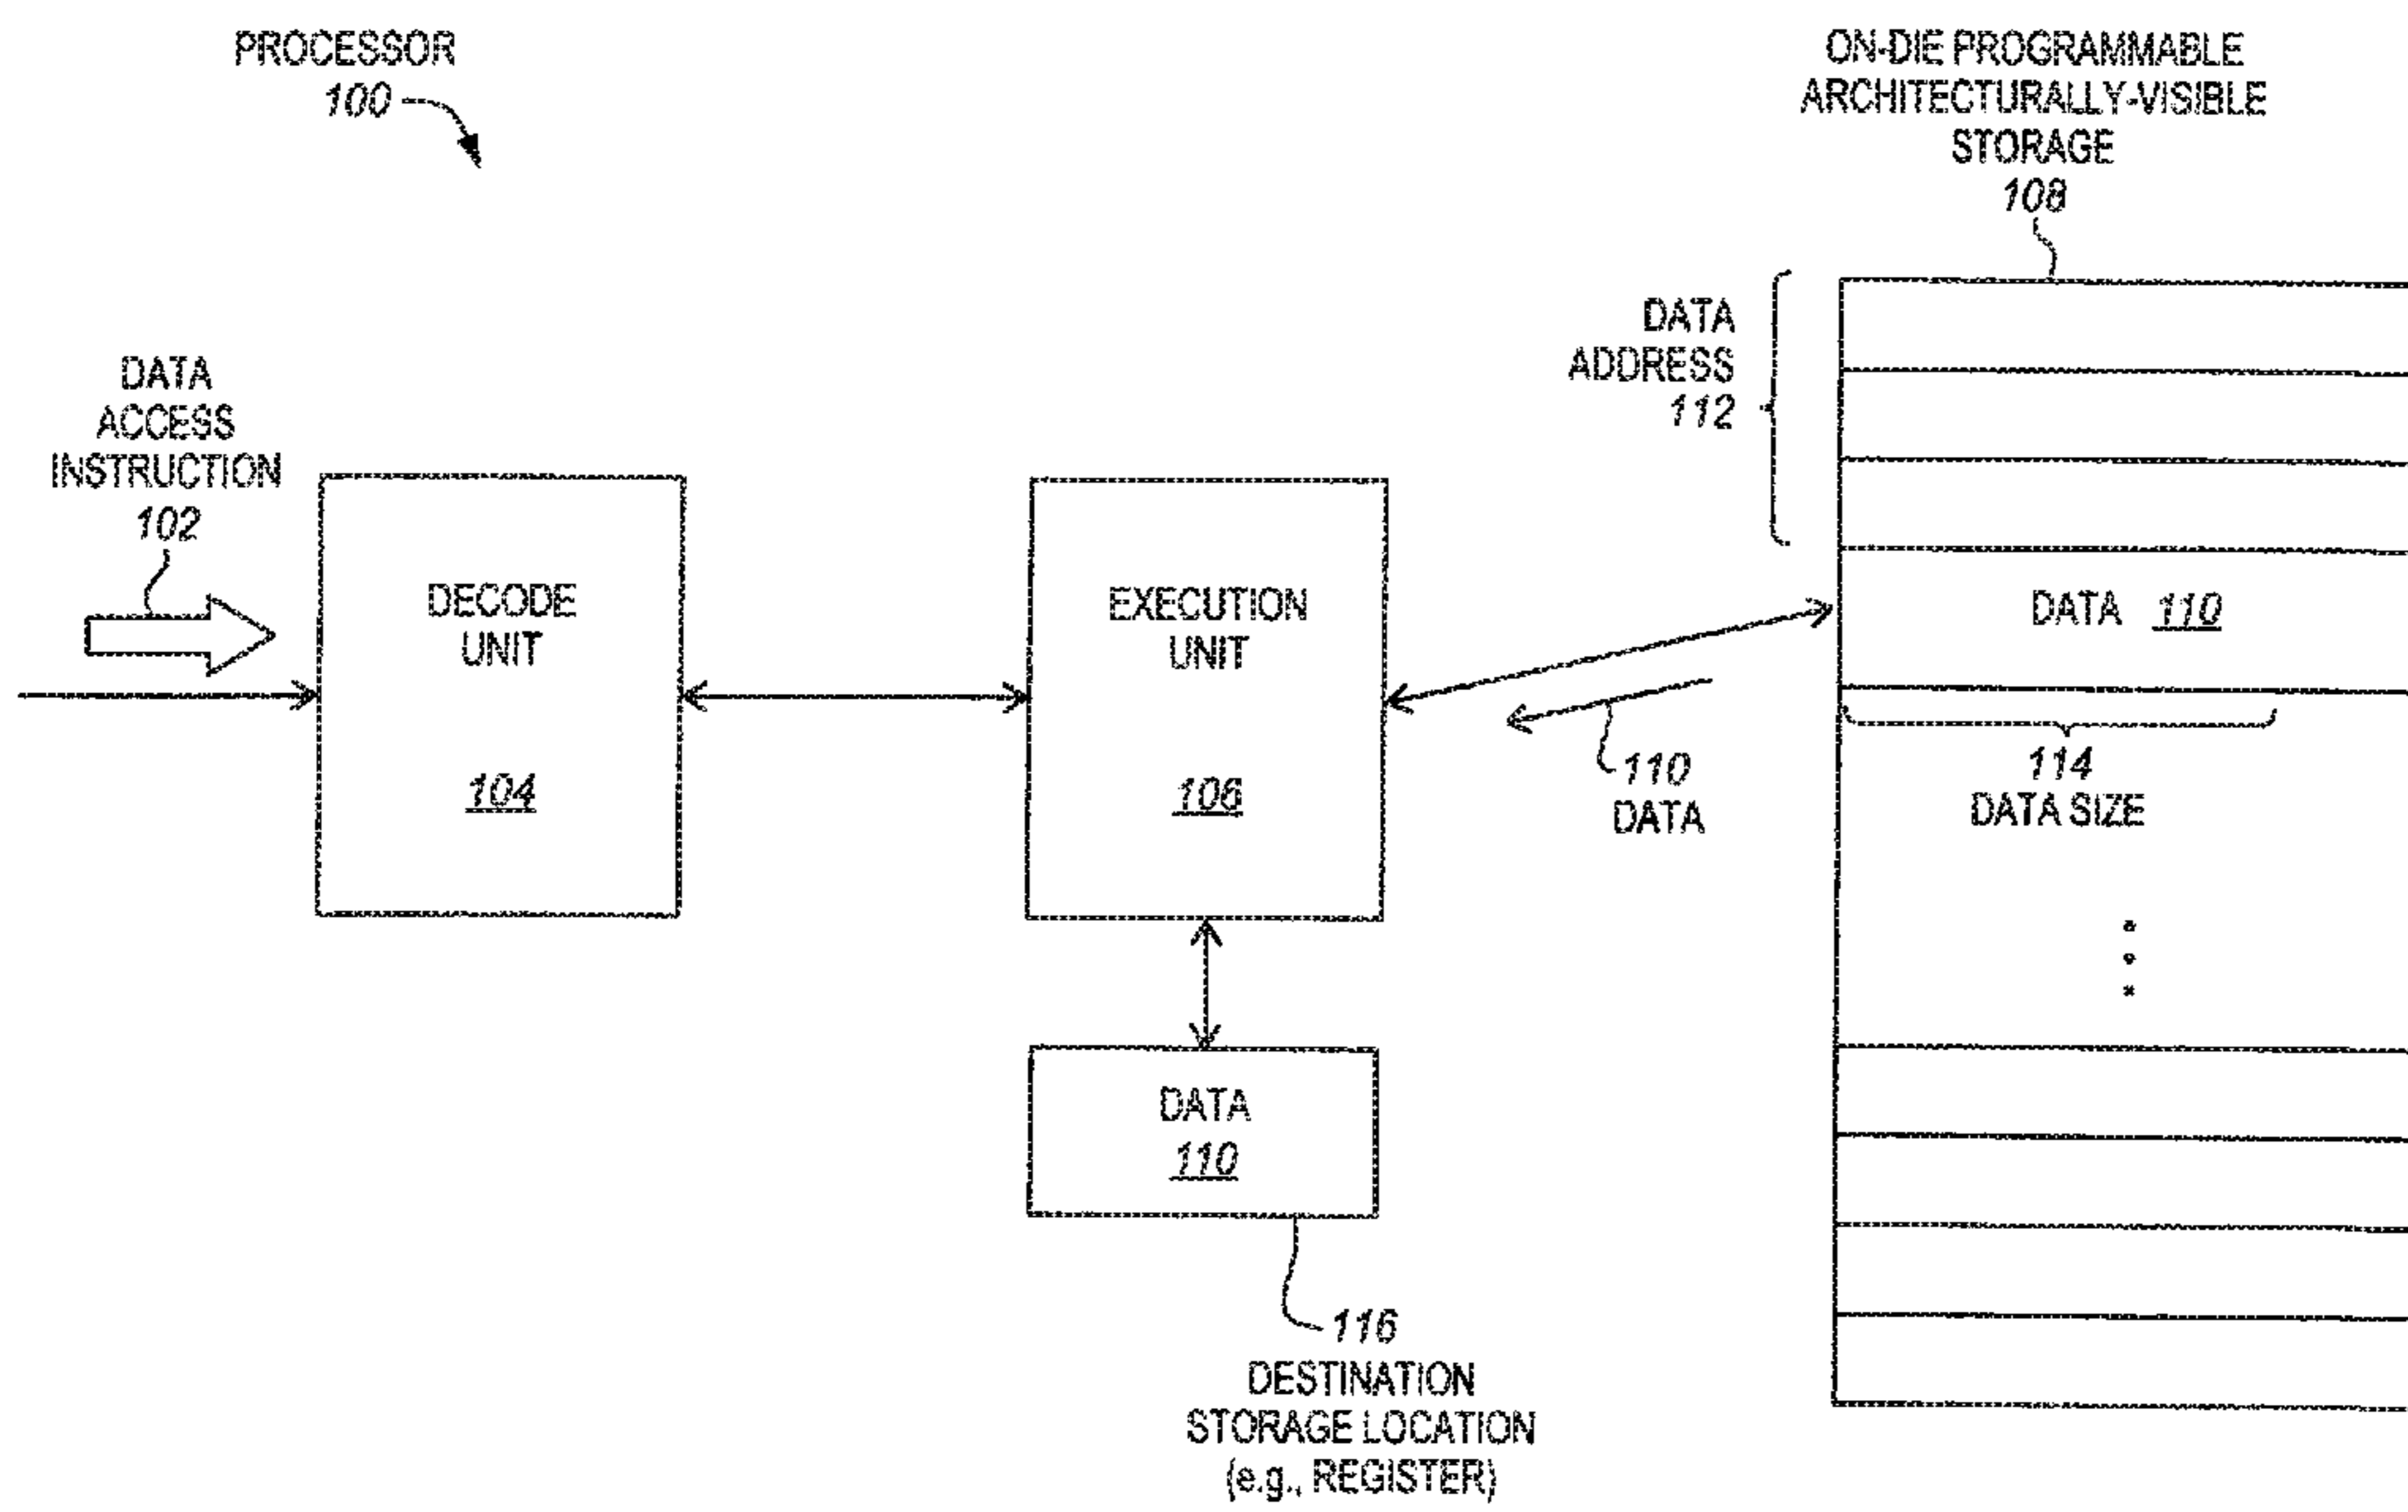 PROCESSOR
100
ON-DIE PROGRAMMABLE
ARCHITECTURALLY-VISIBLE
STORAGE
108
DATA
ADDRESS
112
DATA
ACCESS
INSTRUCTION
102
DECODE
UNIT
104
EXECUTION
UNIT
106
DATA 110
110
DATA
114
DATA SIZE
DATA
110
116
DESTINATION
STORAGE LOCATION
(e.g., REGISTER)